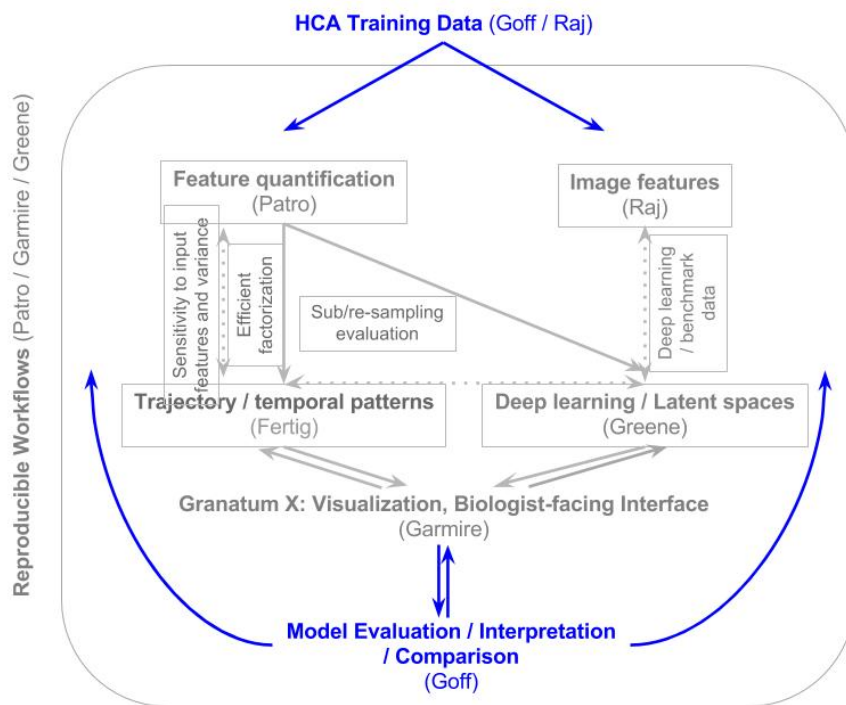 HCA Training Data (Goff / Raj)
Reproducible Workflows (Patro / Garmire / Greene)
Feature quantification
(Patro)
Image features
(Raj)
Sensitivity to input
features and variance
Efficient
factorization
Sub/re-sampling
evaluation
Deep learning
/ benchmark
data
Trajectory / temporal patterns
(Fertig)
Deep learning / Latent spaces
(Greene)
Granatum X: Visualization, Biologist-facing Interface
(Garmire)
Model Evaluation / Interpretation
/ Comparison
(Goff)